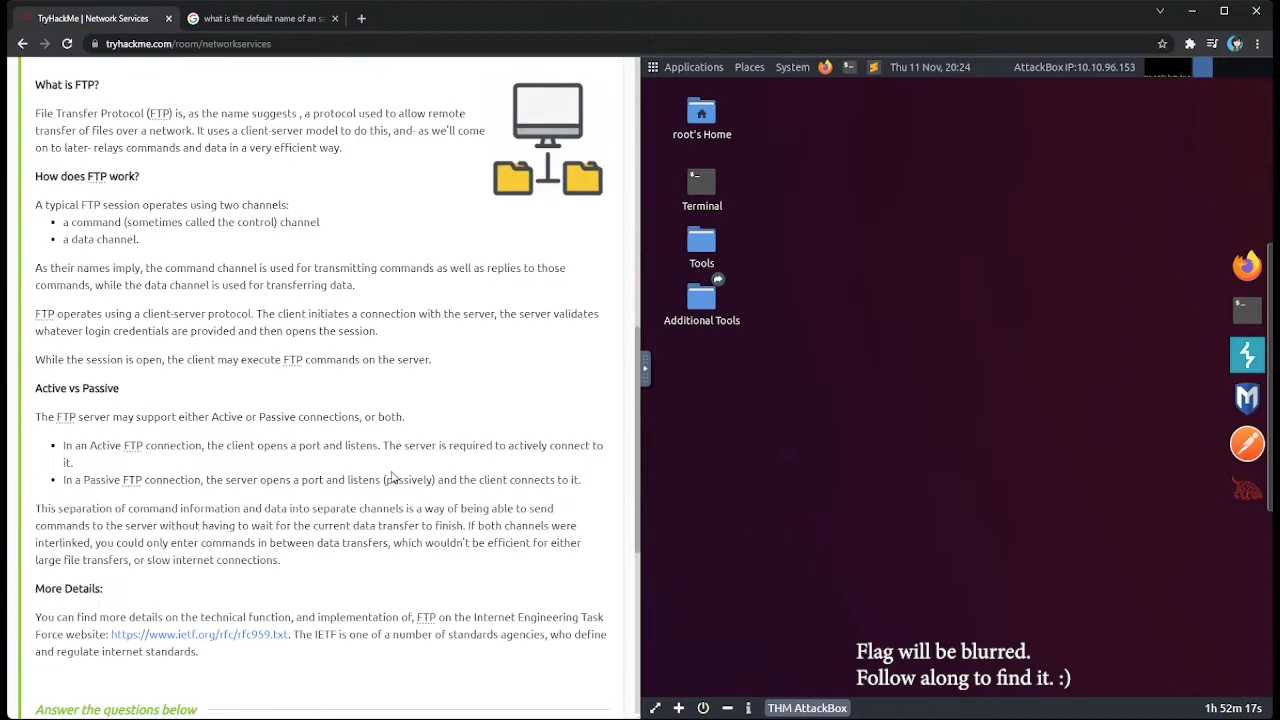 TryHackMe | Network Services
what is the default name of an s
tryhackme.com/room/networkservices
Applications Places System Thu 11 Nov, 20:24 AttackBox IP:10.10.96.153
What is FTP?
File Transfer Protocol (FTP) is, as the name suggests , a protocol used to allow remote
transfer of files over a network. It uses a client-server model to do this, and- as we'll come
on to later- relays commands and data in a very efficient way.
How does FTP work?
A typical FTP session operates using two channels:
• a command (sometimes called the control) channel
• a data channel.
As their names imply, the command channel is used for transmitting commands as well as replies to those
commands, while the data channel is used for transferring data.
FTP operates using a client-server protocol. The client initiates a connection with the server, the server validates
whatever login credentials are provided and then opens the session.
While the session is open, the client may execute FTP commands on the server.
Active vs Passive
The FTP server may support either Active or Passive connections, or both.
• In an Active FTP connection, the client opens a port and listens. The server is required to actively connect to
it.
• In a Passive FTP connection, the server opens a port and listens (passively) and the client connects to it.
This separation of command information and data into separate channels is a way of being able to send
commands to the server without having to wait for the current data transfer to finish. If both channels were
interlinked, you could only enter commands in between data transfers, which wouldn't be efficient for either
large file transfers, or slow internet connections.
More Details:
You can find more details on the technical function, and implementation of, FTP on the Internet Engineering Task
Force website: https://www.ietf.org/rfc/rfc959.txt. The IETF is one of a number of standards agencies, who define
and regulate internet standards.
Answer the questions below
root's Home
Terminal
Tools
Additional Tools
Flag will be blurred.
Follow along to find it. :)
THM AttackBox
1h 52m 17s